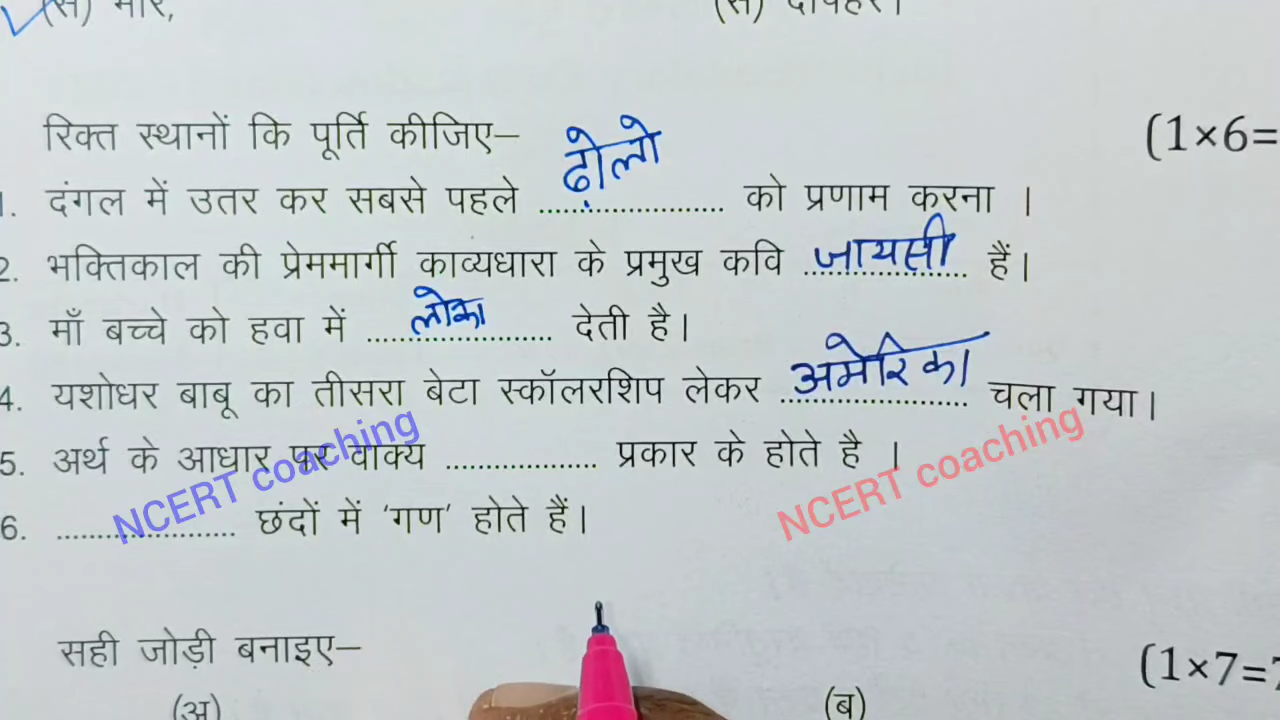 (स) भोर, (स) दोपहर।
रिक्त स्थानों कि पूर्ति कीजिए– (1×6=
1. दंगल में उतर कर सबसे पहले ढ़ोलो को प्रणाम करना ।
2. भक्तिकाल की प्रेममार्गी काव्यधारा के प्रमुख कवि जायसी हैं।
3. माँ बच्चे को हवा में लोका देती है।
4. यशोधर बाबू का तीसरा बेटा स्कॉलरशिप लेकर अमेरिका चला गया।
5. अर्थ के आधार पर वाक्य .................. प्रकार के होते है ।
6. ..................... छंदों में ‘गण’ होते हैं।
NCERT coaching NCERT coaching
सही जोड़ी बनाइए– (1×7=7
(अ) (ब)